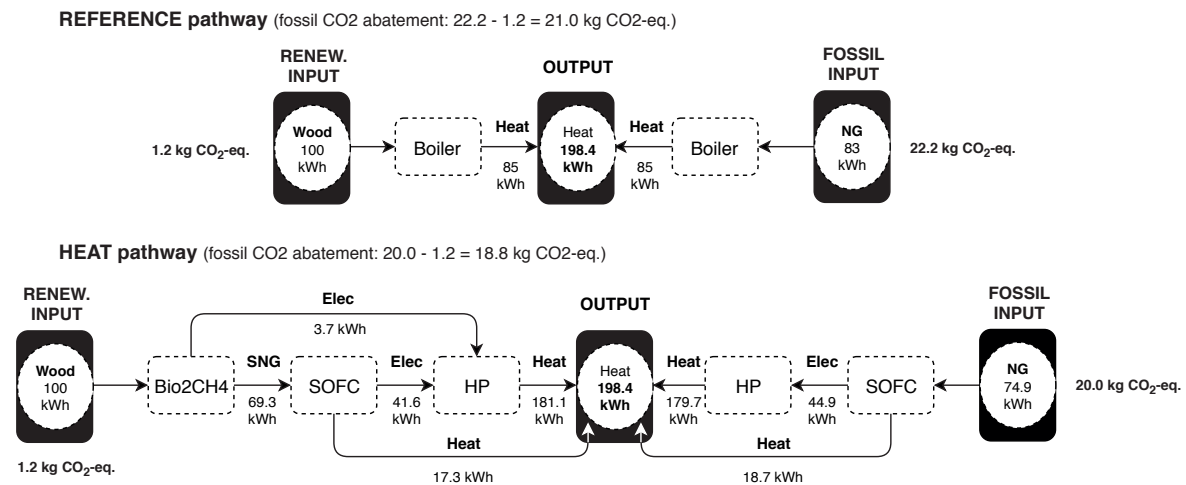 REFERENCE pathway (fossil CO2 abatement: 22.2 - 1.2 = 21.0 kg CO2-eq.)
RENEW.
INPUT
OUTPUT
FOSSIL
INPUT
1.2 kg CO2-eq.
Wood
100
kWh
Boiler
Heat
85
kWh
Heat
198.4
kWh
Heat
85
kWh
Boiler
NG
83
kWh
22.2 kg CO2-eq.
HEAT pathway (fossil CO2 abatement: 20.0 - 1.2 = 18.8 kg CO2-eq.)
RENEW.
INPUT
OUTPUT
FOSSIL
INPUT
Elec
3.7 kWh
Wood
100
kWh
Bio2CH4
SNG
69.3
kWh
SOFC
Elec
41.6
kWh
HP
Heat
181.1
kWh
Heat
198.4
kWh
Heat
179.7
kWh
HP
Elec
44.9
kWh
SOFC
NG
74.9
kWh
20.0 kg CO2-eq.
Heat
17.3 kWh
Heat
18.7 kWh
1.2 kg CO2-eq.